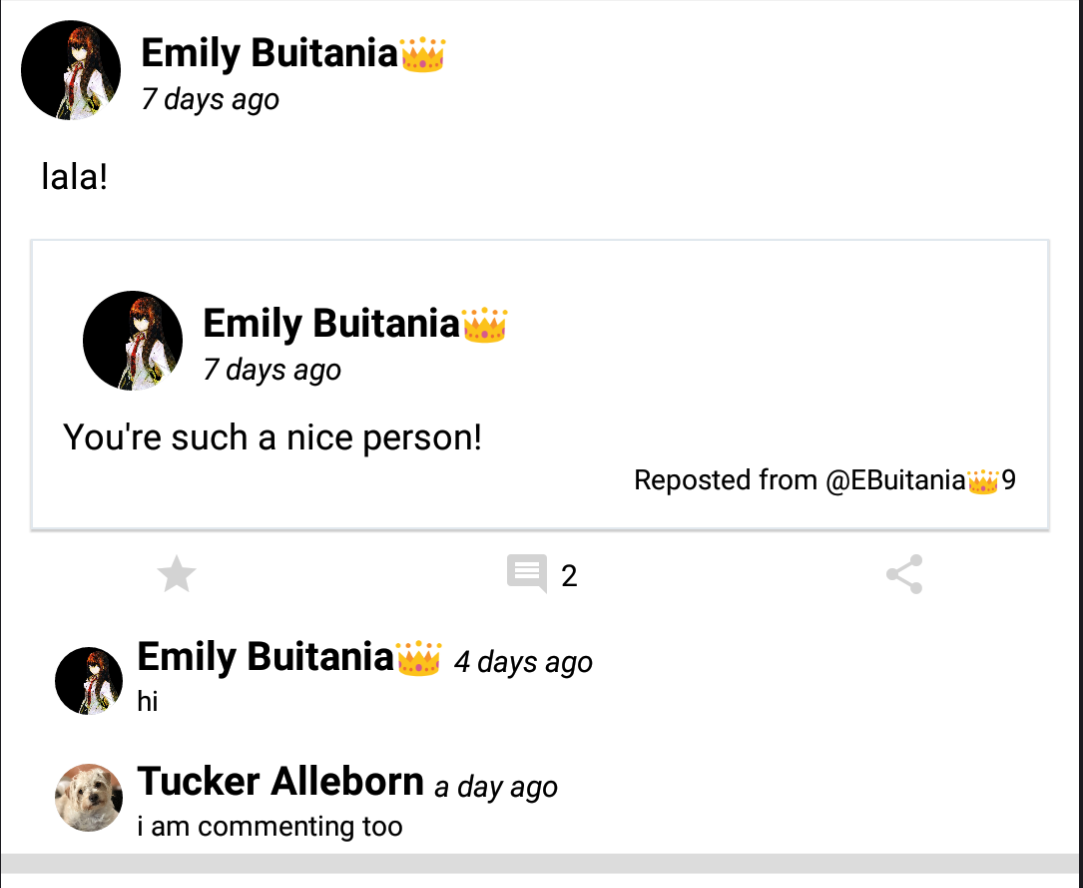 Emily Buitania👑
7 days ago
lala!
Emily Buitania👑
7 days ago
You're such a nice person!
Reposted from @EBuitania👑9
2
Emily Buitania👑 4 days ago
hi
Tucker Alleborn a day ago
i am commenting too